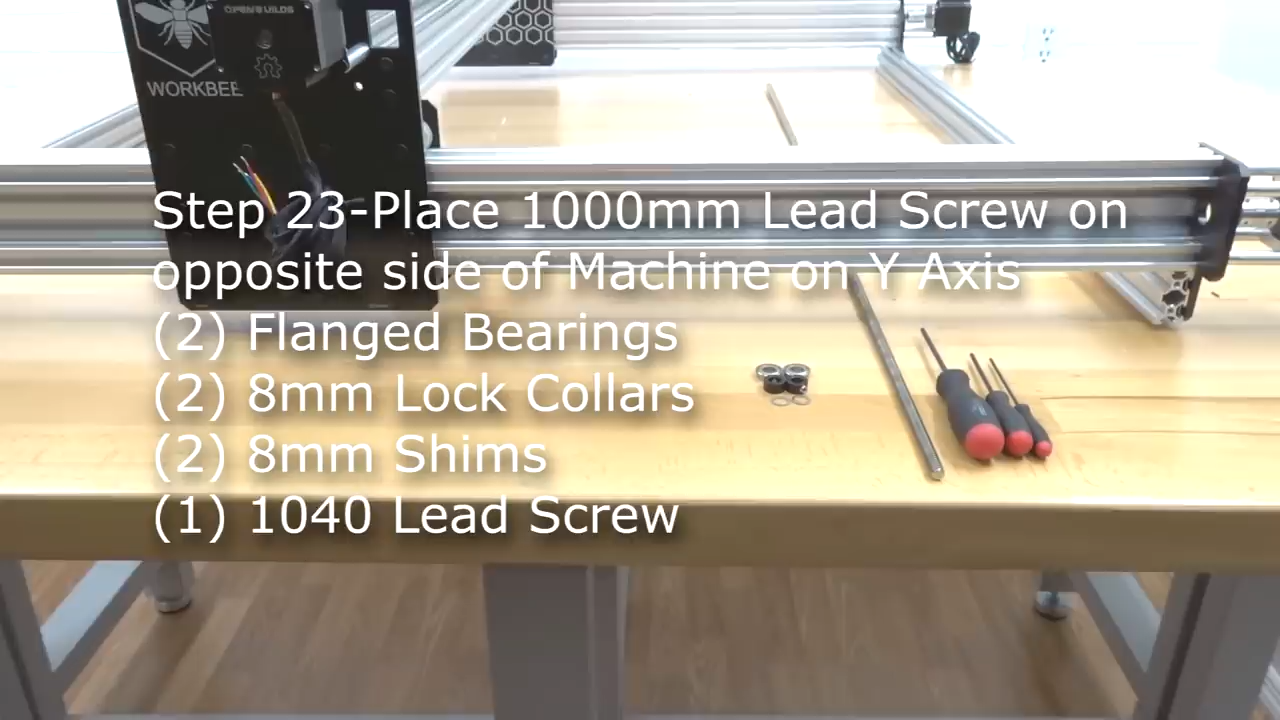 OPENBUILDS
WORKBEE
Step 23-Place 1000mm Lead Screw on
opposite side of Machine on Y Axis
(2) Flanged Bearings
(2) 8mm Lock Collars
(2) 8mm Shims
(1) 1040 Lead Screw